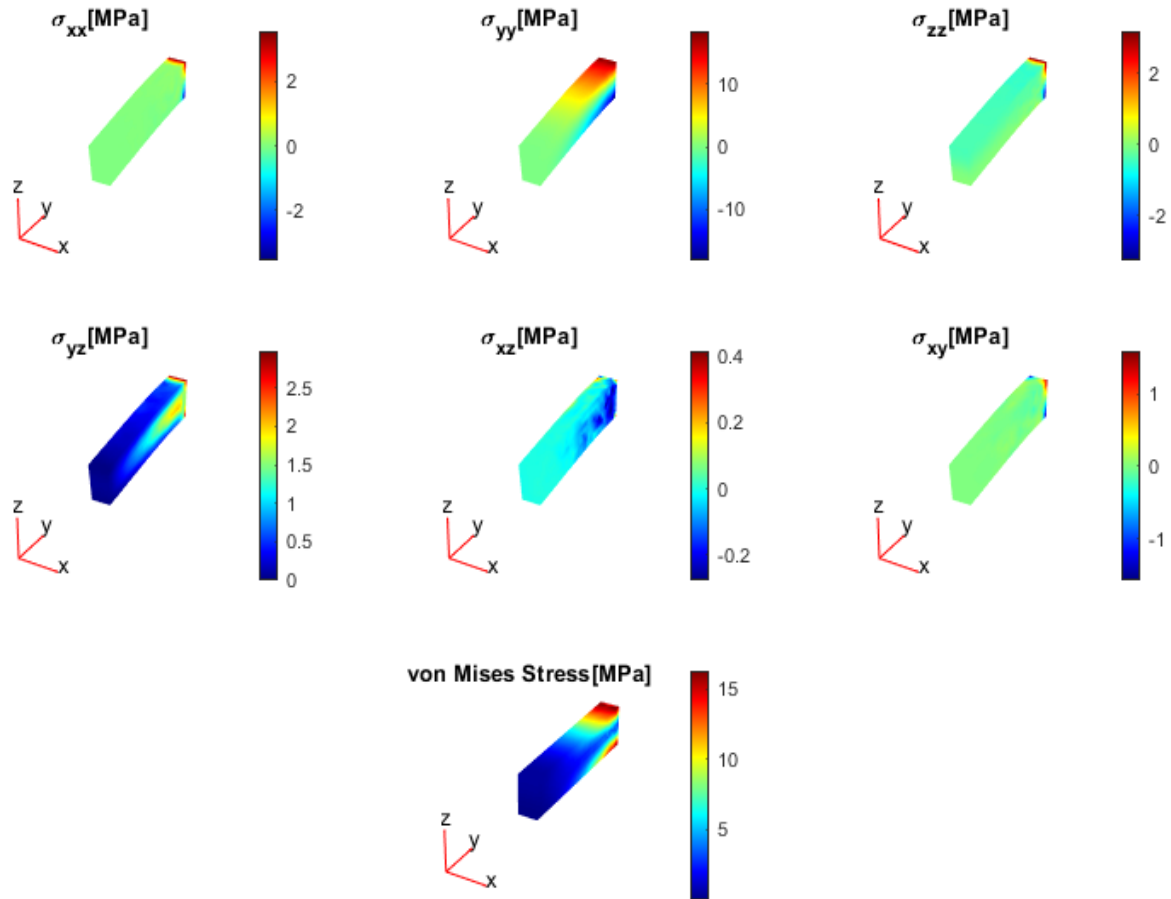 σxx[MPa]
2
0
-2
z
y
x
σyy[MPa]
10
0
-10
z
y
x
σzz[MPa]
2
0
-2
z
y
x
σyz[MPa]
2.5
2
1.5
1
0.5
0
z
y
x
σxz[MPa]
0.4
0.2
0
-0.2
z
y
x
σxy[MPa]
1
0
-1
z
y
x
von Mises Stress[MPa]
15
10
5
z
y
x